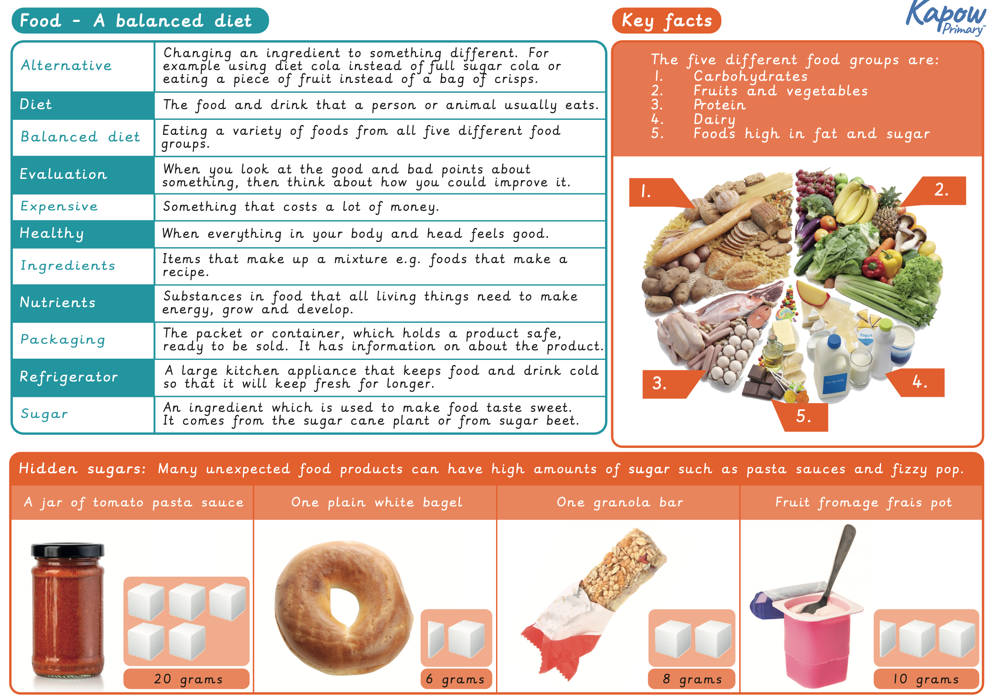 Food - A balanced diet
Alternative
Changing an ingredient to something different. For
example using diet cola instead of full sugar cola or
eating a piece of fruit instead of a bag of crisps.
Diet
The food and drink that a person or animal usually eats.
Balanced diet
Eating a variety of foods from all five different food
groups.
Evaluation
When you look at the good and bad points about
something, then think about how you could improve it.
Expensive
Something that costs a lot of money.
Healthy
When everything in your body and head feels good.
Ingredients
Items that make up a mixture e.g. foods that make a
recipe.
Nutrients
Substances in food that all living things need to make
energy, grow and develop.
Packaging
The packet or container, which holds a product safe,
ready to be sold. It has information on about the product.
Refrigerator
A large kitchen appliance that keeps food and drink cold
so that it will keep fresh for longer.
Sugar
An ingredient which is used to make food taste sweet.
It comes from the sugar cane plant or from sugar beet.
Key facts
Kapow
Primary™
The five different food groups are:
1. Carbohydrates
2. Fruits and vegetables
3. Protein
4. Dairy
5. Foods high in fat and sugar
1.
2.
3.
4.
5.
Hidden sugars: Many unexpected food products can have high amounts of sugar such as pasta sauces and fizzy pop.
A jar of tomato pasta sauce
20 grams
One plain white bagel
6 grams
One granola bar
8 grams
Fruit fromage frais pot
10 grams